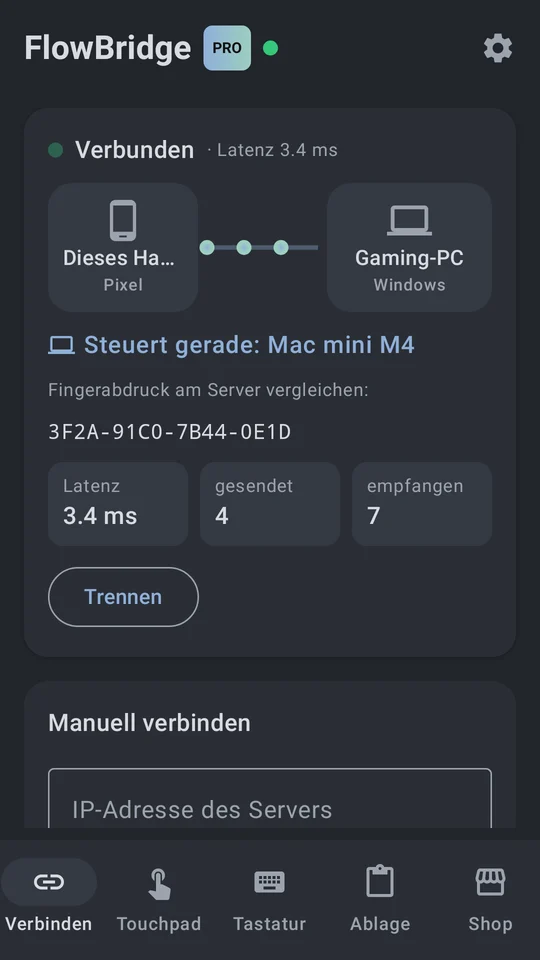 FlowBridge PRO
Verbunden · Latenz 3.4 ms
Dieses Ha… Gaming-PC
Pixel Windows
Steuert gerade: Mac mini M4
Fingerabdruck am Server vergleichen:
3F2A-91C0-7B44-0E1D
Latenz gesendet empfangen
3.4 ms 4 7
Trennen
Manuell verbinden
IP-Adresse des Servers
Verbinden Touchpad Tastatur Ablage Shop